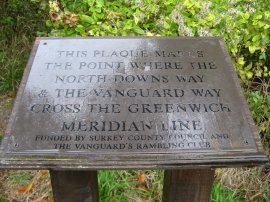 THIS PLAQUE MARKS
THE POINT WHERE THE
NORTH DOWNS WAY
& THE VANGUARD WAY
CROSS THE GREENWICH
MERIDIAN LINE
FUNDED BY SURREY COUNTY COUNCIL AND
THE VANGUARD'S RAMBLING CLUB